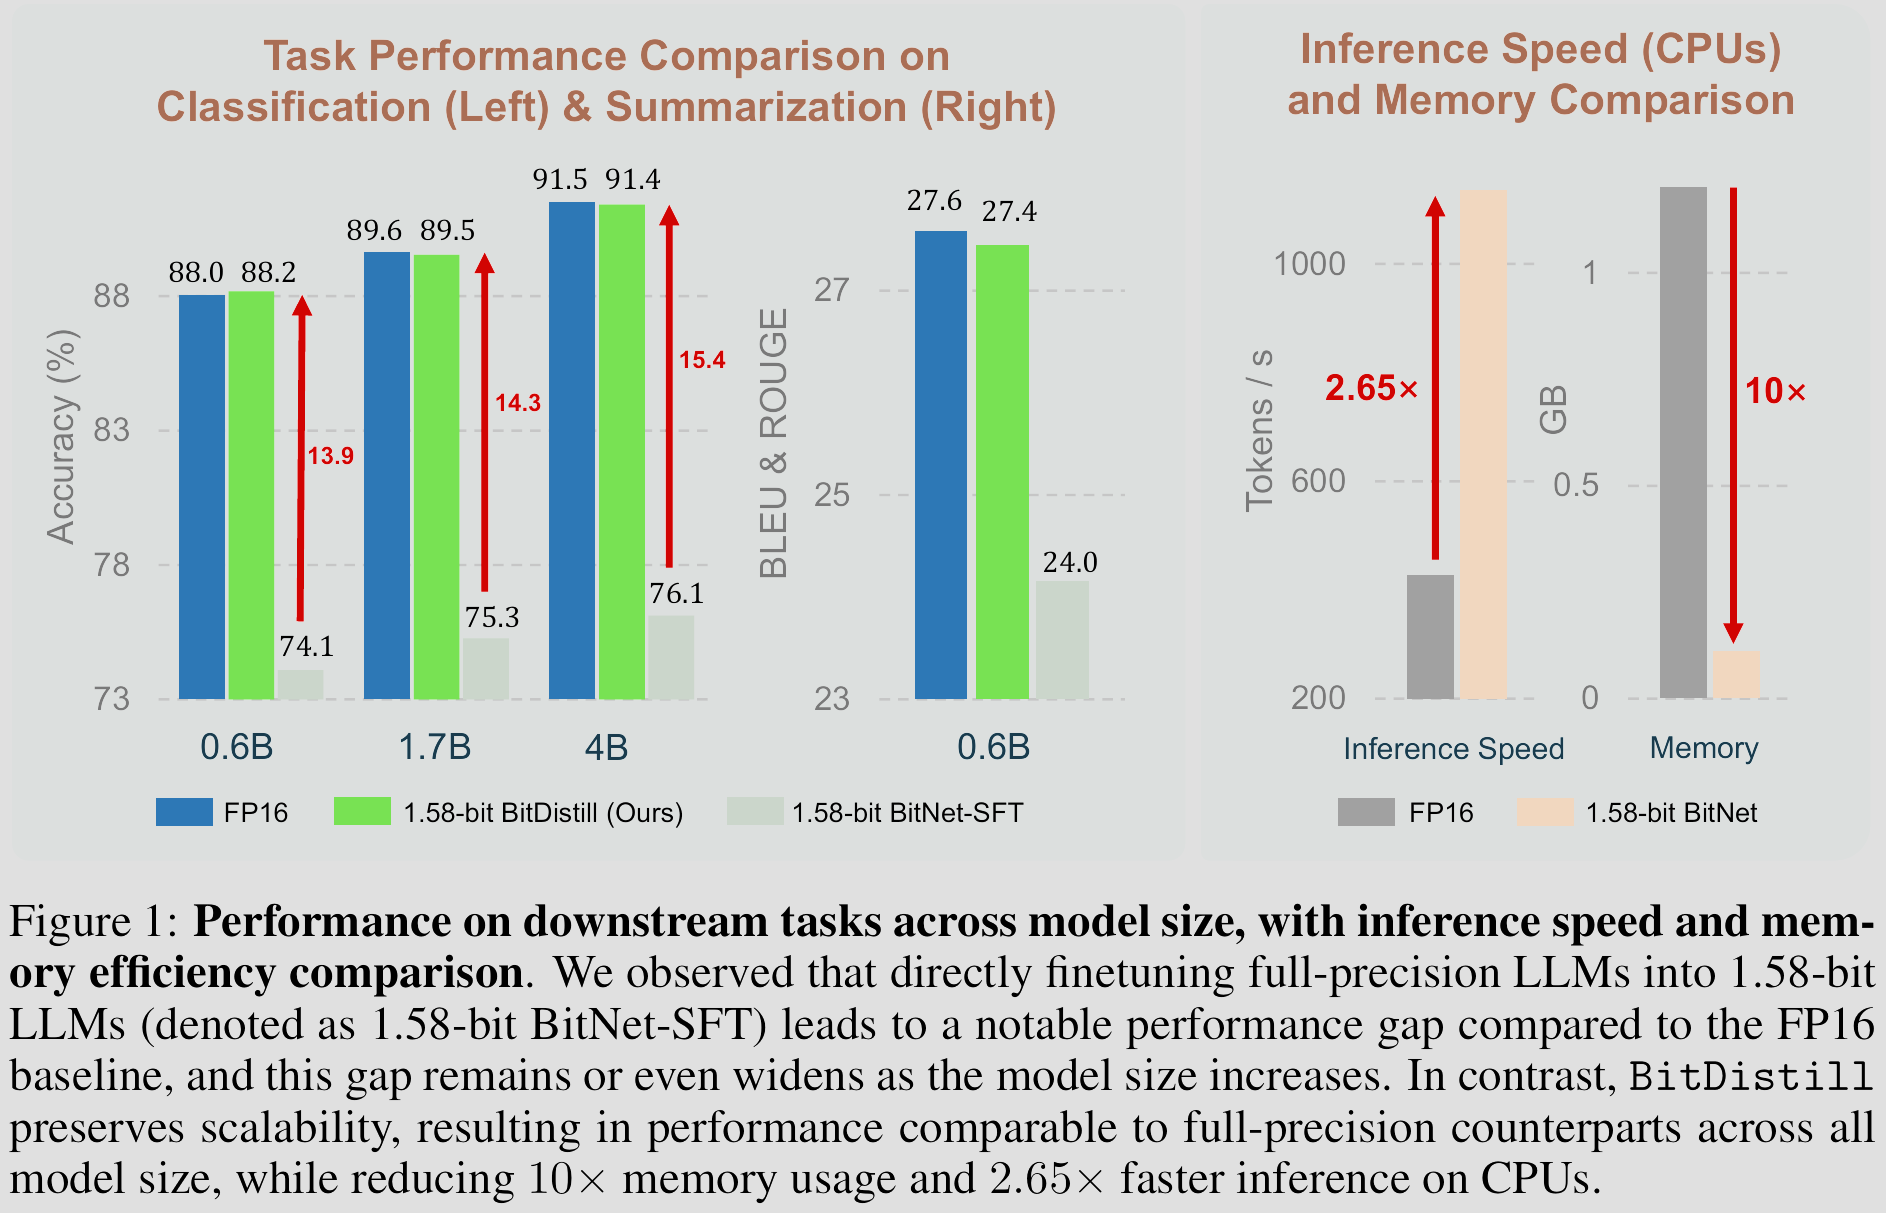 Task Performance Comparison on
Classification (Left) & Summarization (Right)
Accuracy (%)
88
83
78
73
88.0
88.2
74.1
13.9
89.6
89.5
75.3
14.3
91.5
91.4
76.1
15.4
0.6B
1.7B
4B
BLEU & ROUGE
27
25
23
27.6
27.4
24.0
0.6B
FP16
1.58-bit BitDistill (Ours)
1.58-bit BitNet-SFT
Inference Speed (CPUs)
and Memory Comparison
Tokens / s
1000
600
200
2.65×
Inference Speed
GB
1
0.5
0
10×
Memory
FP16
1.58-bit BitNet
Figure 1: Performance on downstream tasks across model size, with inference speed and mem-
ory efficiency comparison. We observed that directly finetuning full-precision LLMs into 1.58-bit
LLMs (denoted as 1.58-bit BitNet-SFT) leads to a notable performance gap compared to the FP16
baseline, and this gap remains or even widens as the model size increases. In contrast, BitDistill
preserves scalability, resulting in performance comparable to full-precision counterparts across all
model size, while reducing 10× memory usage and 2.65× faster inference on CPUs.